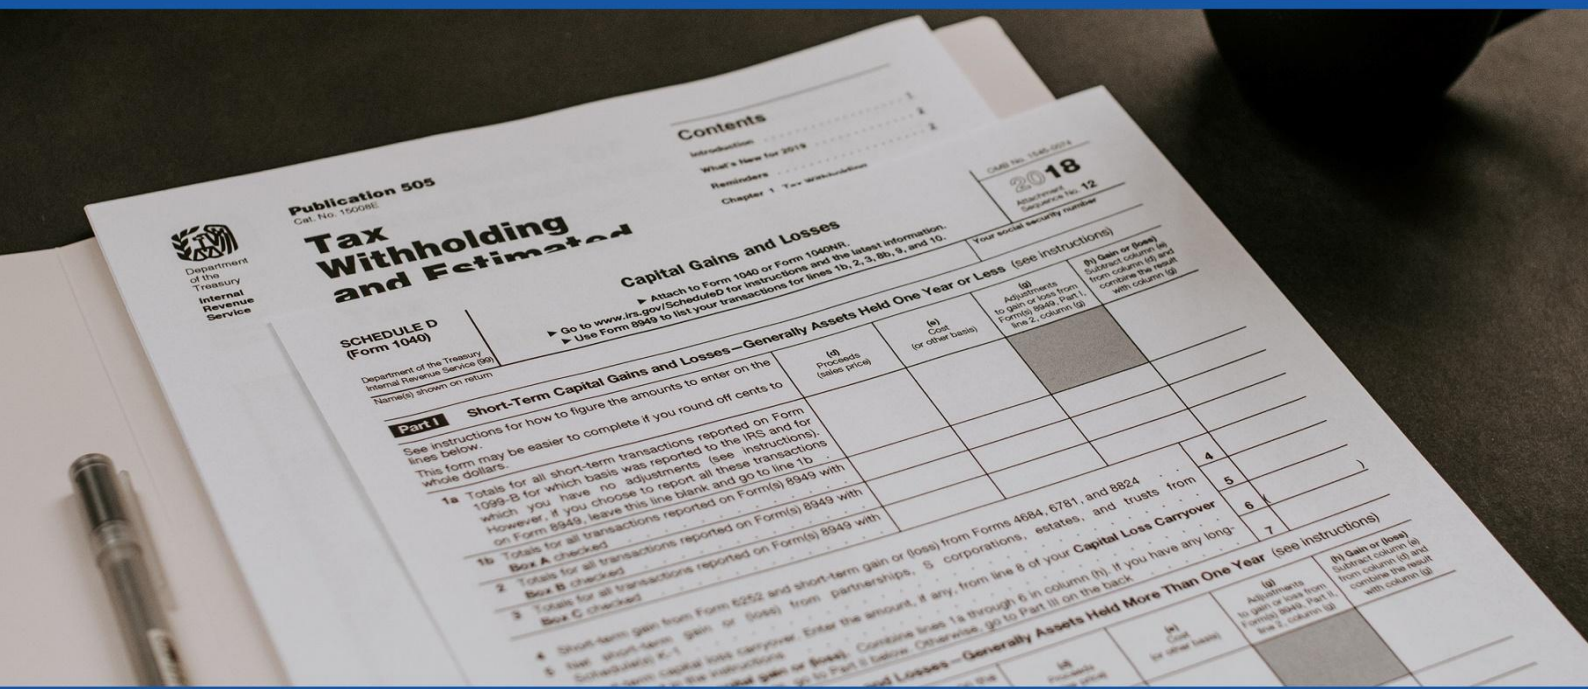 Publication 505
Cat. No. 15008E
Tax
Withholding
and Estimated
Department
of the
Treasury
Internal
Revenue
Service
Contents
Introduction
What's New for 2019
Reminders
Chapter 1. Tax Withholding
SCHEDULE D
(Form 1040)
Department of the Treasury
Internal Revenue Service (99)
Name(s) shown on return
Capital Gains and Losses
► Attach to Form 1040 or Form 1040NR.
► Go to www.irs.gov/ScheduleD for instructions and the latest information.
► Use Form 8949 to list your transactions for lines 1b, 2, 3, 8b, 9, and 10.
OMB No. 1545-0074
2018
Attachment
Sequence No. 12
Your social security number
Part I Short-Term Capital Gains and Losses—Generally Assets Held One Year or Less (see instructions)
See instructions for how to figure the amounts to enter on the
lines below.
This form may be easier to complete if you round off cents to
whole dollars.
(d)
Proceeds
(sales price)
(e)
Cost
(or other basis)
(g)
Adjustments
to gain or loss from
Form(s) 8949, Part I,
line 2, column (g)
(h) Gain or (loss)
Subtract column (e)
from column (d) and
combine the result
with column (g)
1a Totals for all short-term transactions reported on Form
1099-B for which basis was reported to the IRS and for
which you have no adjustments (see instructions).
However, if you choose to report all these transactions
on Form 8949, leave this line blank and go to line 1b
1b Totals for all transactions reported on Form(s) 8949 with
Box A checked
2 Totals for all transactions reported on Form(s) 8949 with
Box B checked
3 Totals for all transactions reported on Form(s) 8949 with
Box C checked
4 Short-term gain from Form 6252 and short-term gain or (loss) from Forms 4684, 6781, and 8824 4
5 Net short-term gain or (loss) from partnerships, S corporations, estates, and trusts from
Schedule(s) K-1 5
term capital loss carryover. Enter the amount, if any, from line 8 of your Capital Loss Carryover
in the instructions 6 ( )
gain or (loss). Combine lines 1a through 6 in column (h). If you have any long-
go to Part II below. Otherwise, go to Part III on the back 7
and Losses—Generally Assets Held More Than One Year (see instructions)
(d)
(e)
Cost
(or other basis)
(g)
Adjustments
to gain or loss from
Form(s) 8949, Part II,
line 2, column (g)
(h) Gain or (loss)
Subtract column (e)
from column (d) and
combine the result
with column (g)